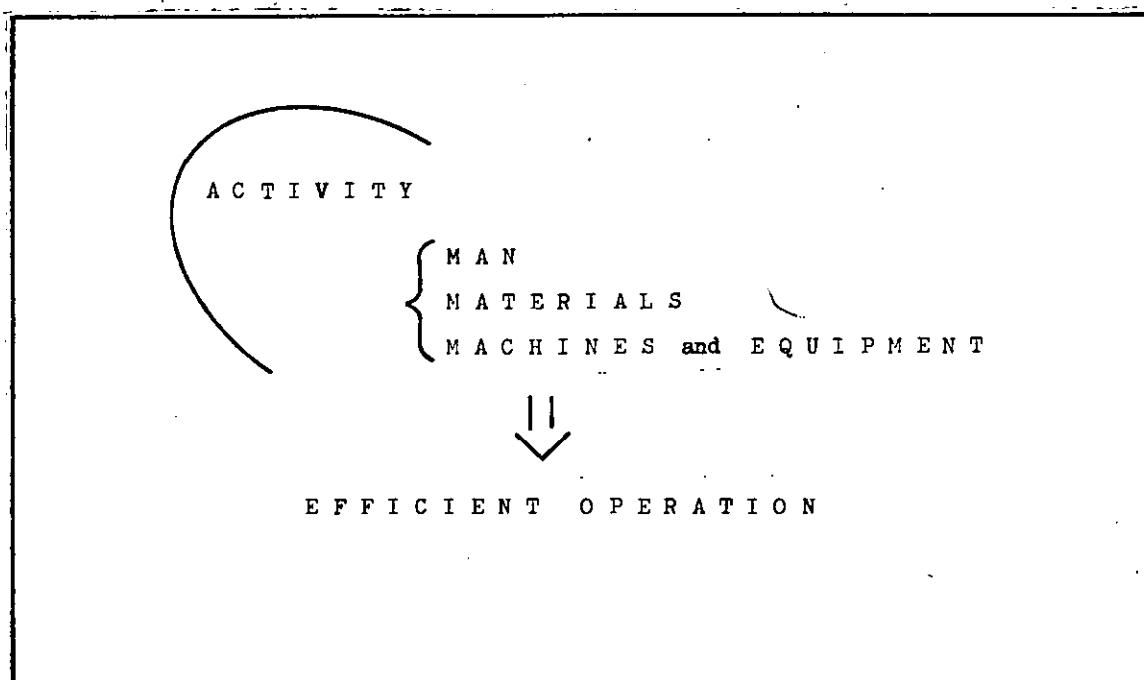 ACTIVITY
MAN
MATERIALS
MACHINES and EQUIPMENT
EFFICIENT OPERATION